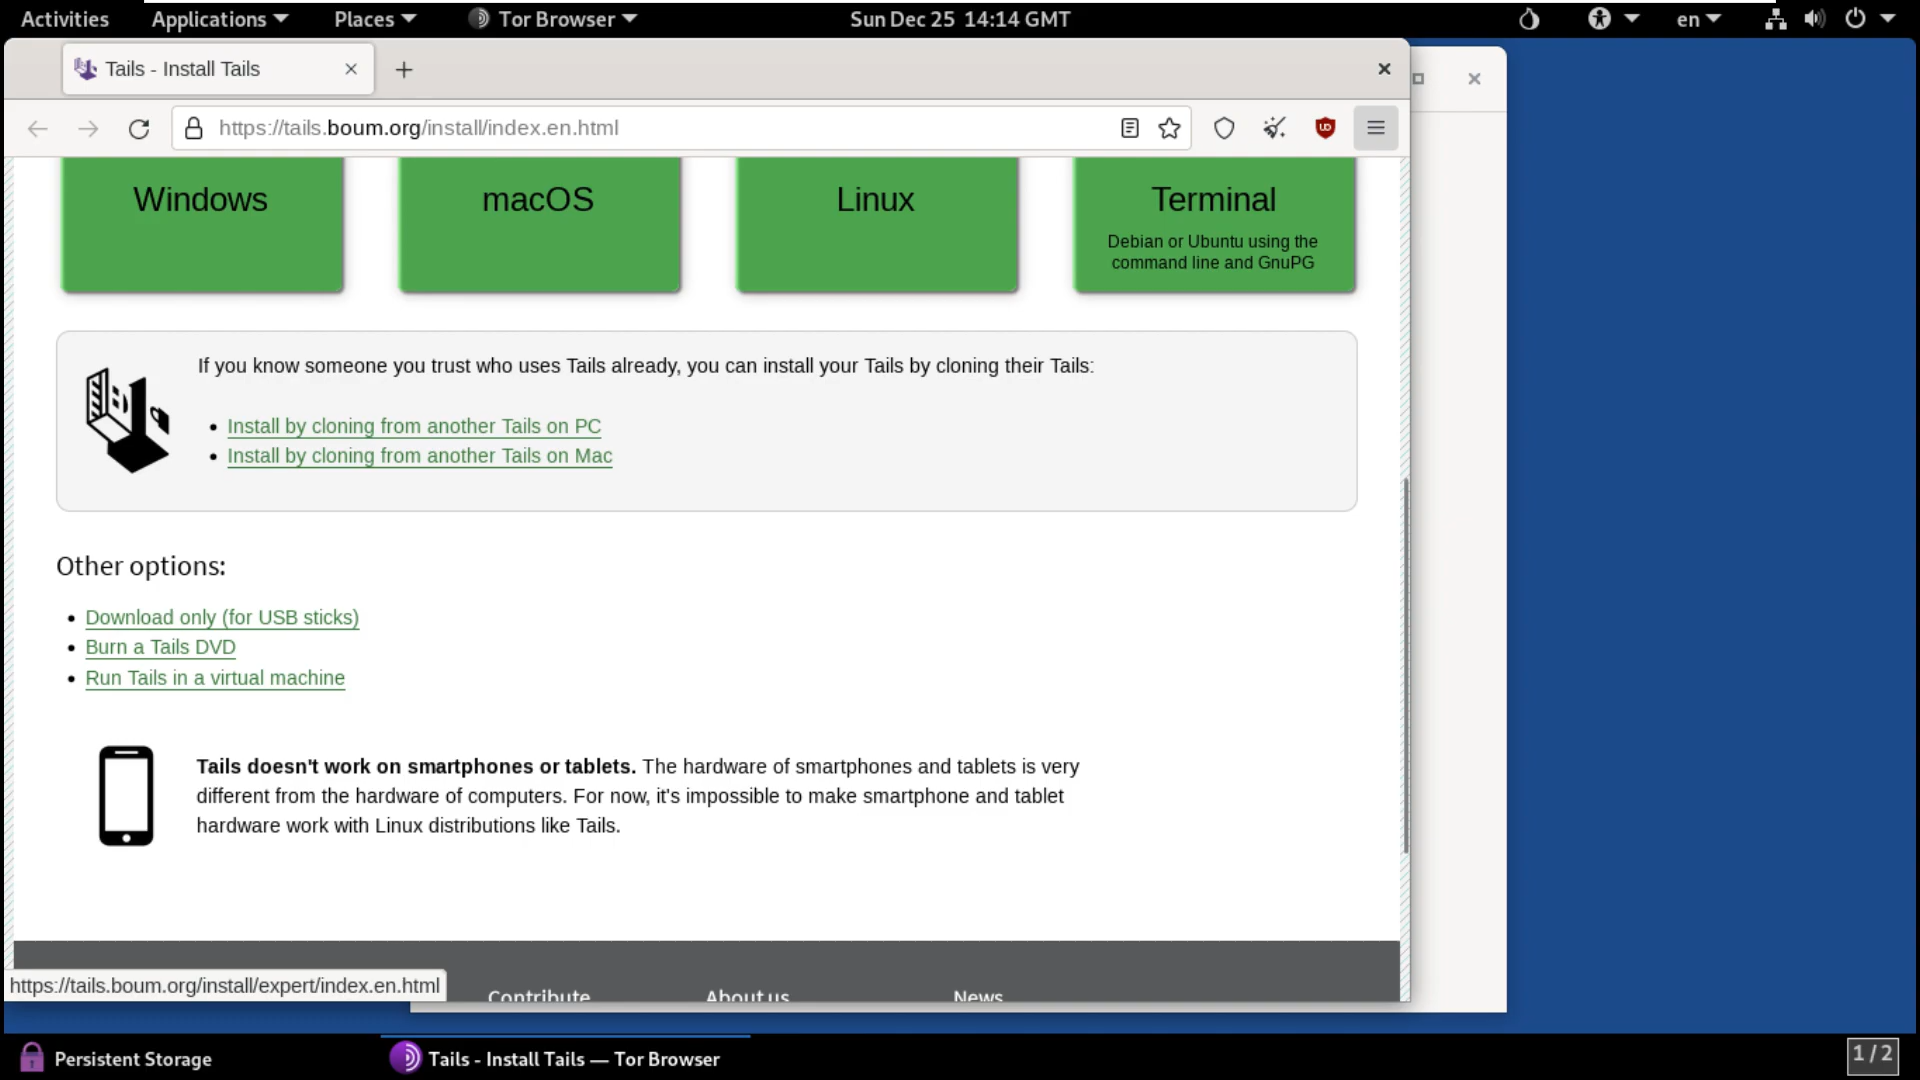 Activities Applications Places Tor Browser Sun Dec 25 14:14 GMT en
Tails - Install Tails
https://tails.boum.org/install/index.en.html
Windows macOS Linux Terminal
Debian or Ubuntu using the
command line and GnuPG
If you know someone you trust who uses Tails already, you can install your Tails by cloning their Tails:
Install by cloning from another Tails on PC
Install by cloning from another Tails on Mac
Other options:
Download only (for USB sticks)
Burn a Tails DVD
Run Tails in a virtual machine
Tails doesn't work on smartphones or tablets. The hardware of smartphones and tablets is very
different from the hardware of computers. For now, it's impossible to make smartphone and tablet
hardware work with Linux distributions like Tails.
Contribute About us News
https://tails.boum.org/install/expert/index.en.html
Persistent Storage Tails - Install Tails — Tor Browser 1 / 2